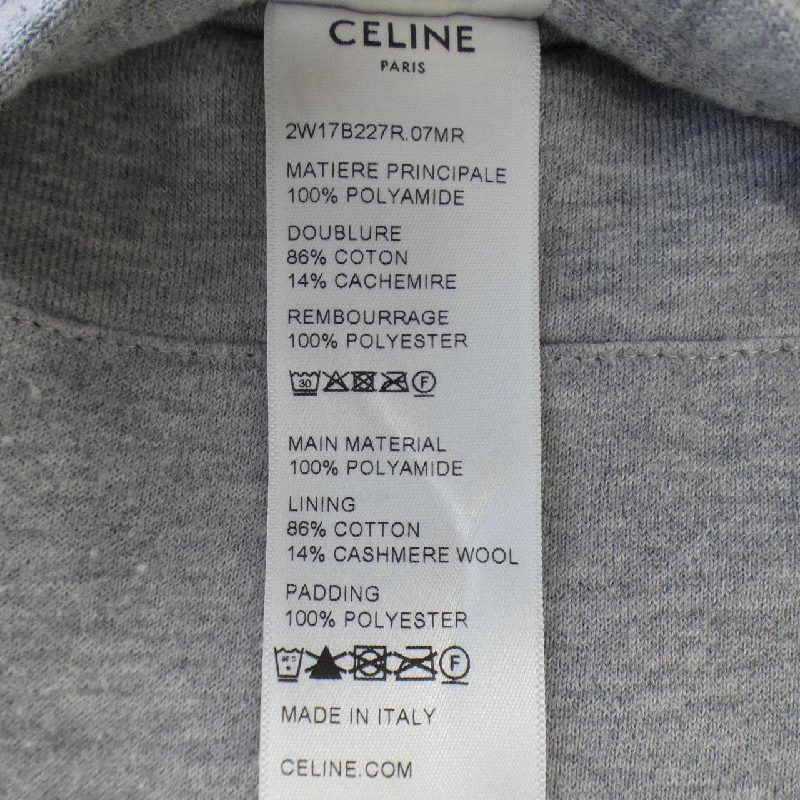 CELINE
PARIS
2W17B227R.07MR
MATIERE PRINCIPALE
100% POLYAMIDE
DOUBLURE
86% COTON
14% CACHEMIRE
REMBOURRAGE
100% POLYESTER
30 F
MAIN MATERIAL
100% POLYAMIDE
LINING
86% COTTON
14% CASHMERE WOOL
PADDING
100% POLYESTER
F
MADE IN ITALY
CELINE.COM